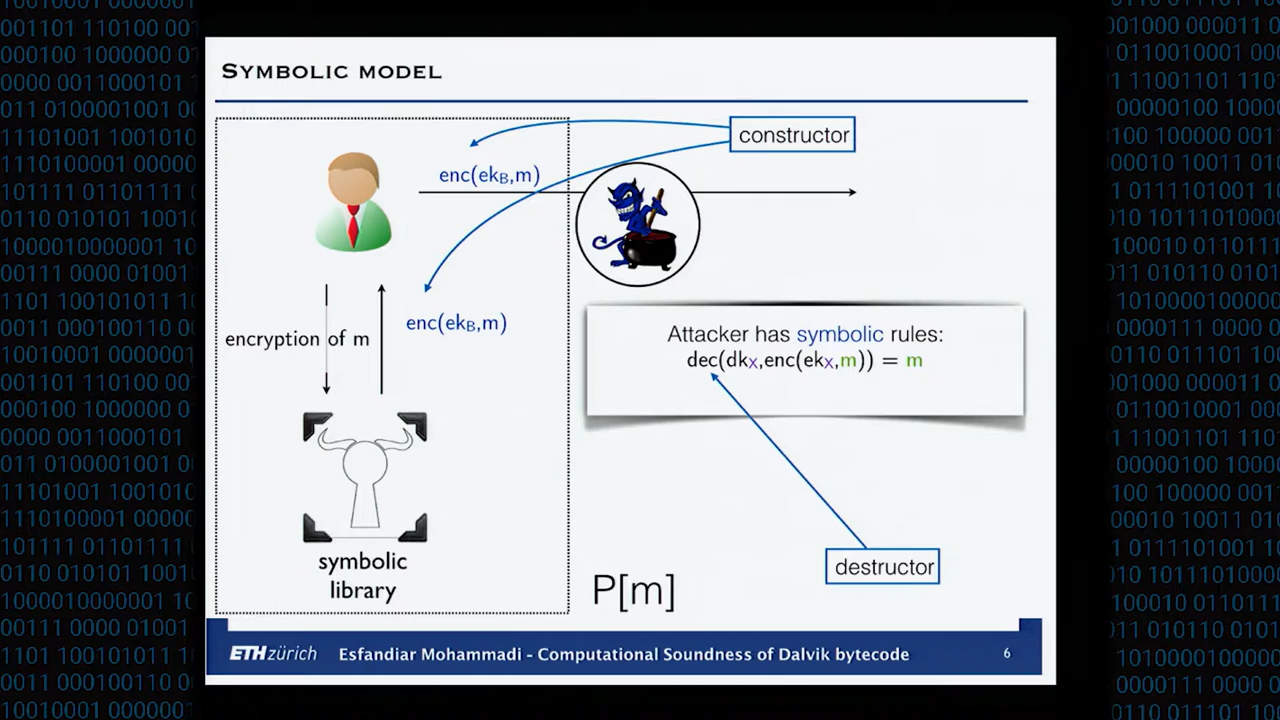 SYMBOLIC MODEL
constructor
enc(ekB,m)
enc(ekB,m)
encryption of m
Attacker has symbolic rules:
dec(dkX,enc(ekX,m)) = m
symbolic
library
destructor
P[m]
ETH zürich
Esfandiar Mohammadi - Computational Soundness of Dalvik bytecode
6